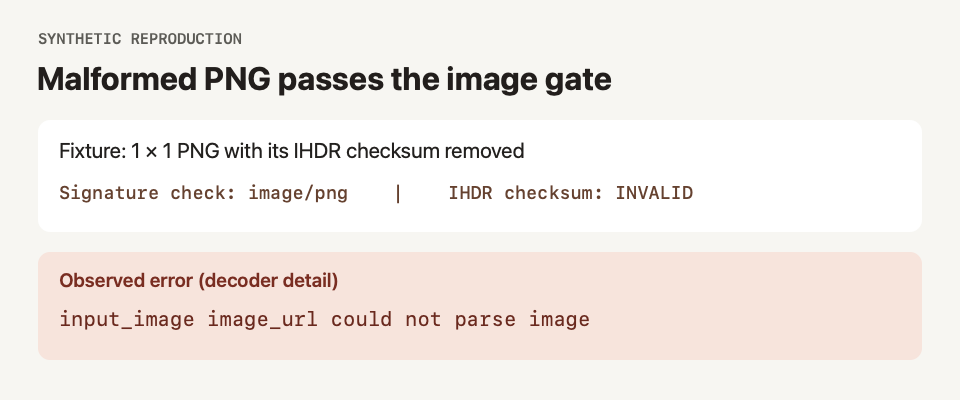 SYNTHETIC REPRODUCTION
Malformed PNG passes the image gate
Fixture: 1 × 1 PNG with its IHDR checksum removed
Signature check: image/png | IHDR checksum: INVALID
Observed error (decoder detail)
input_image image_url could not parse image